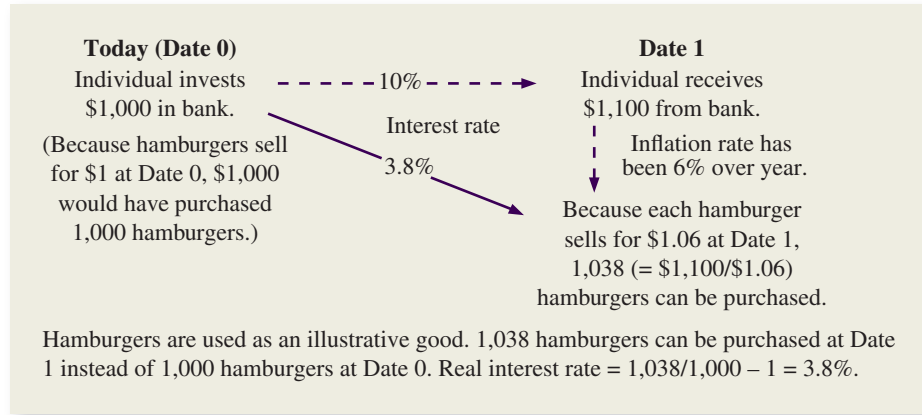 Today (Date 0)
Individual invests
$1,000 in bank.
(Because hamburgers sell
for $1 at Date 0, $1,000
would have purchased
1,000 hamburgers.)
10%
Interest rate
3.8%
Date 1
Individual receives
$1,100 from bank.
Inflation rate has
been 6% over year.
Because each hamburger
sells for $1.06 at Date 1,
1,038 (= $1,100/$1.06)
hamburgers can be purchased.
Hamburgers are used as an illustrative good. 1,038 hamburgers can be purchased at Date
1 instead of 1,000 hamburgers at Date 0. Real interest rate = 1,038/1,000 – 1 = 3.8%.